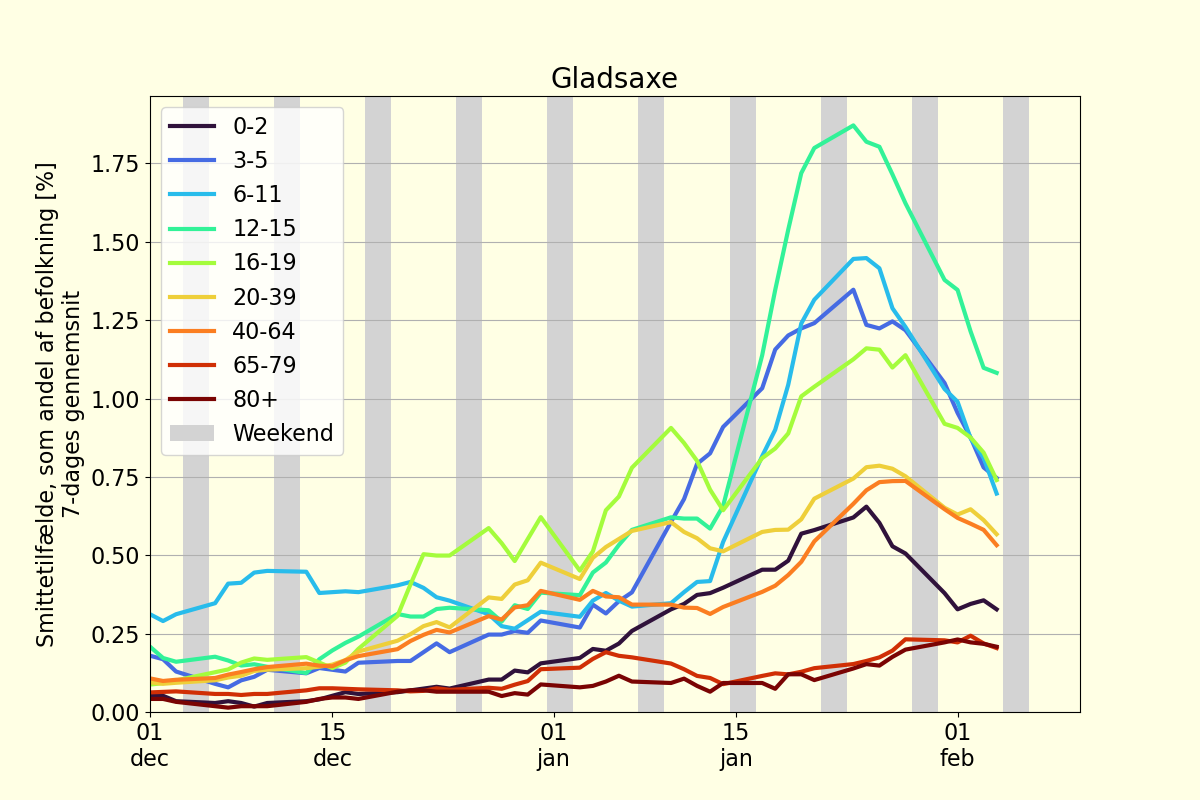 Gladsaxe
Smittetilfælde, som andel af befolkning [%]
7-dages gennemsnit
1.75
1.50
1.25
1.00
0.75
0.50
0.25
0.00
0-2
3-5
6-11
12-15
16-19
20-39
40-64
65-79
80+
Weekend
01
dec
15
dec
01
jan
15
jan
01
feb